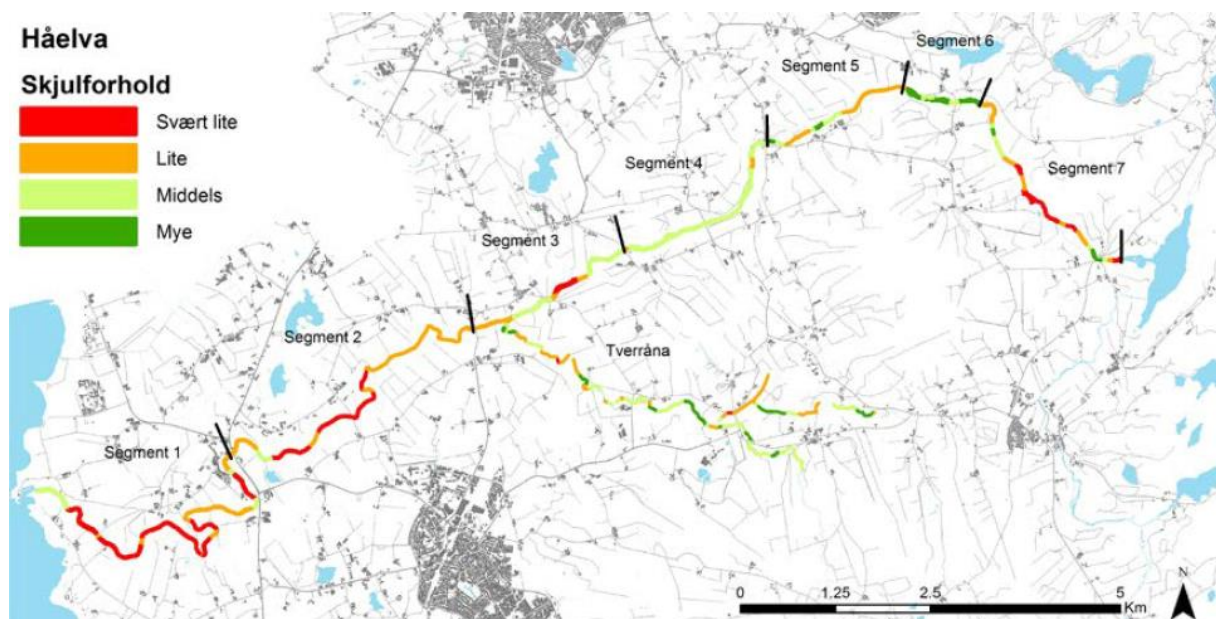 Håelva
Skjulforhold
Svært lite
Lite
Middels
Mye
Segment 6
Segment 5
Segment 4
Segment 7
Segment 3
Segment 2
Tverråna
Segment 1
N
0 1.25 2.5 5
Km